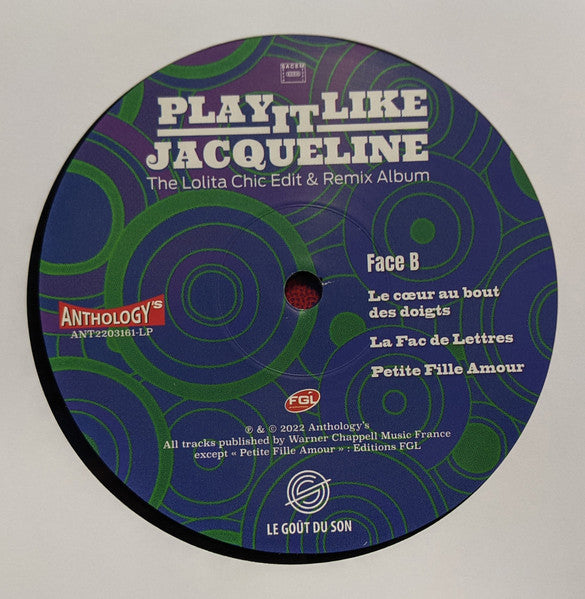 SACEM
PLAY IT LIKE
JACQUELINE
The Lolita Chic Edit & Remix Album
Face B
Le cœur au bout
des doigts
La Fac de Lettres
Petite Fille Amour
ANTHOLOGY's
ANT2203161-LP
FGL
℗ & © 2022 Anthology's
All tracks published by Warner Chappell Music France
except « Petite Fille Amour » : Editions FGL
LE GOÛT DU SON